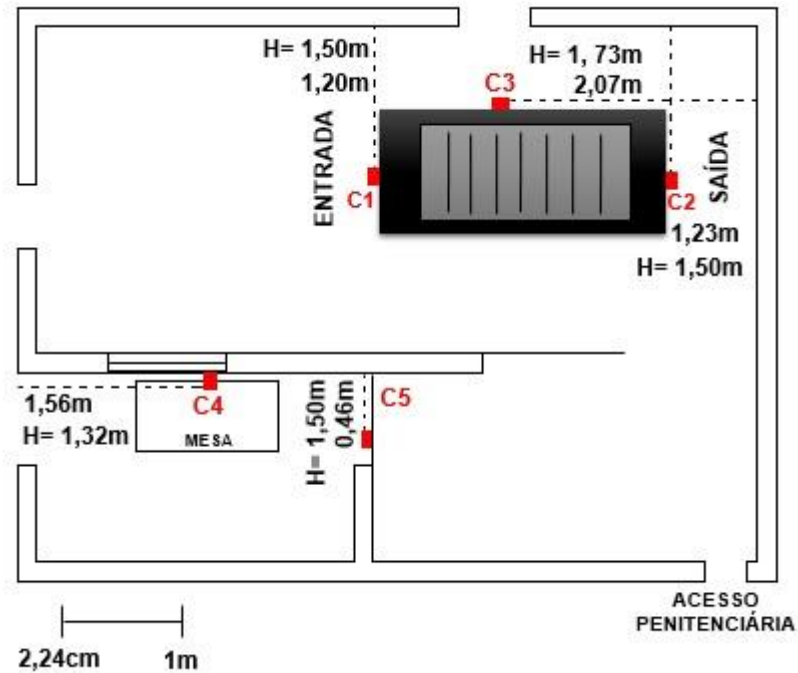 H= 1,50m
1,20m
H= 1, 73m
2,07m
C3
ENTRADA
C1
SAÍDA
C2
1,23m
H= 1,50m
1,56m
H= 1,32m
C4
MESA
H= 1,50m
0,46m
C5
ACESSO
PENITENCIÁRIA
2,24cm
1m